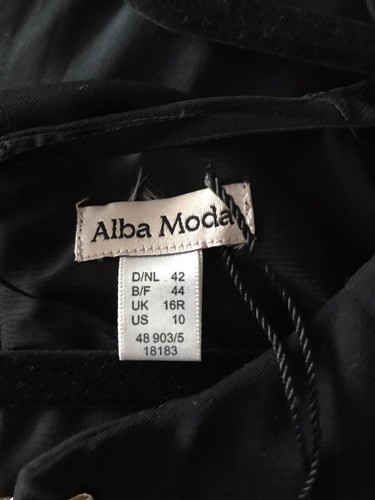 Alba Moda
D/NL 42
B/F 44
UK 16R
US 10
48 903/5
18183